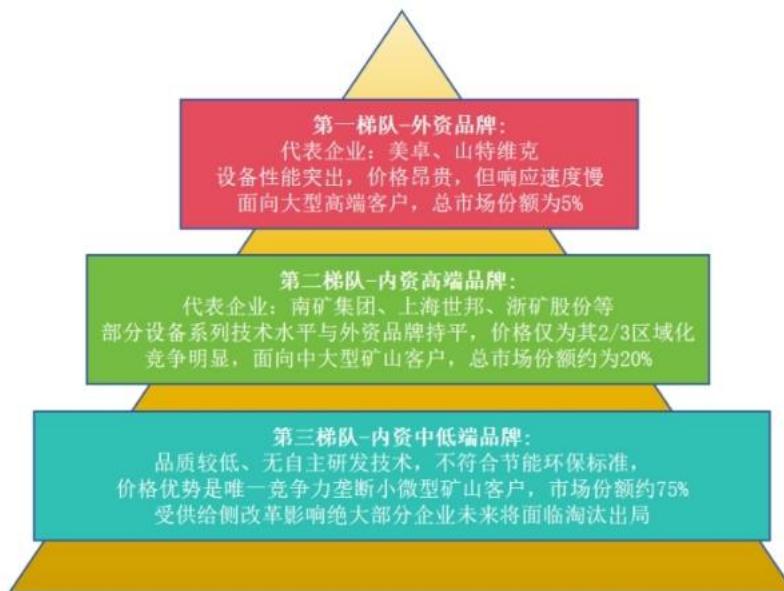 第一梯队-外资品牌：
代表企业：美卓、山特维克
设备性能突出，价格昂贵，但响应速度慢
面向大型高端客户，总市场份额为5%
第二梯队-内资高端品牌：
代表企业：南矿集团、上海世邦、浙矿股份等
部分设备系列技术水平与外资品牌持平，价格仅为其2/3区域化
竞争明显，面向中大型矿山客户，总市场份额约为20%
第三梯队-内资中低端品牌：
品质较低、无自主研发技术，不符合节能环保标准，
价格优势是唯一竞争力垄断小微型矿山客户，市场份额约75%
受供给侧改革影响绝大部分企业未来将面临淘汰出局